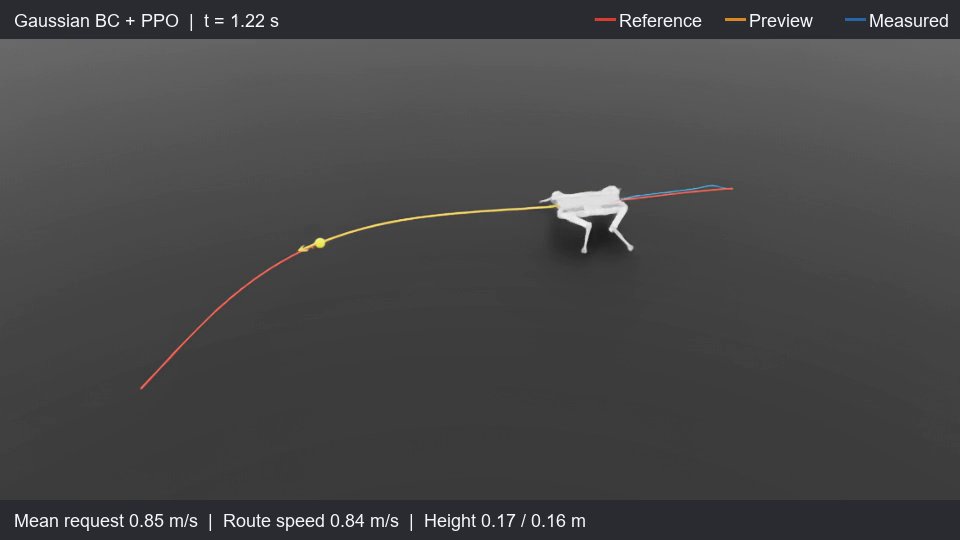 Gaussian BC + PPO | t = 1.22 s
Reference Preview Measured
Mean request 0.85 m/s | Route speed 0.84 m/s | Height 0.17 / 0.16 m